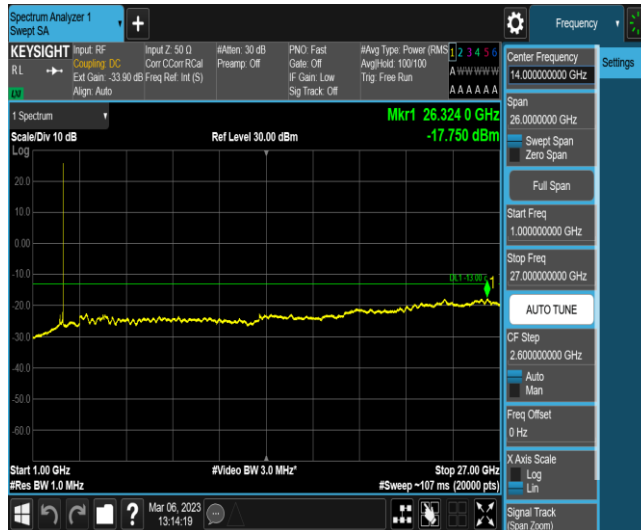 Spectrum Analyzer 1
Swept SA
Frequency
KEYSIGHT
Input: RF
Input Z: 50 Ω
#Atten: 30 dB
PNO: Fast
#Avg Type: Power (RMS
1 2 3 4 5 6
RL
Coupling: DC
Corr CCorr RCal
Preamp: Off
Gate: Off
Avg|Hold: 100/100
A W W W W W
Ext Gain: -33.90 dB
Freq Ref: Int (S)
IF Gain: Low
Trig: Free Run
LXI
Align: Auto
Sig Track: Off
A A A A A A
1 Spectrum
Mkr1 26.324 0 GHz
Scale/Div 10 dB
Ref Level 30.00 dBm
-17.750 dBm
Log
20.0
10.0
0.00
-10.0
DL1 -13.00
1
-20.0
-30.0
-40.0
-50.0
-60.0
Start 1.00 GHz
#Video BW 3.0 MHz*
Stop 27.00 GHz
#Res BW 1.0 MHz
#Sweep ~107 ms (20000 pts)
?
Mar 06, 2023
13:14:19
Center Frequency
14.000000000 GHz
Settings
Span
26.0000000 GHz
Swept Span
Zero Span
Full Span
Start Freq
1.000000000 GHz
Stop Freq
27.000000000 GHz
AUTO TUNE
CF Step
2.600000000 GHz
Auto
Man
Freq Offset
0 Hz
X Axis Scale
Log
Lin
Signal Track
(Span Zoom)